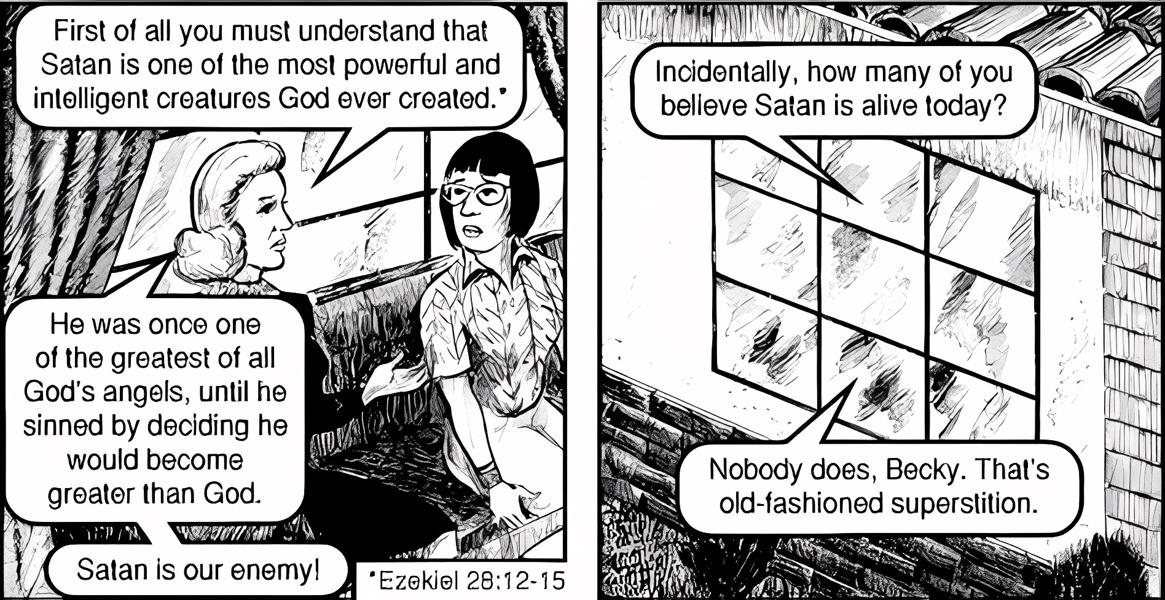 First of all you must understand that
Satan is one of the most powerful and
intelligent creatures God ever created.*
He was once one
of the greatest of all
God's angels, until he
sinned by deciding he
would become
greater than God.
Satan is our enemy!
*Ezekiel 28:12-15
Incidentally, how many of you
believe Satan is alive today?
Nobody does, Becky. That's
old-fashioned superstition.